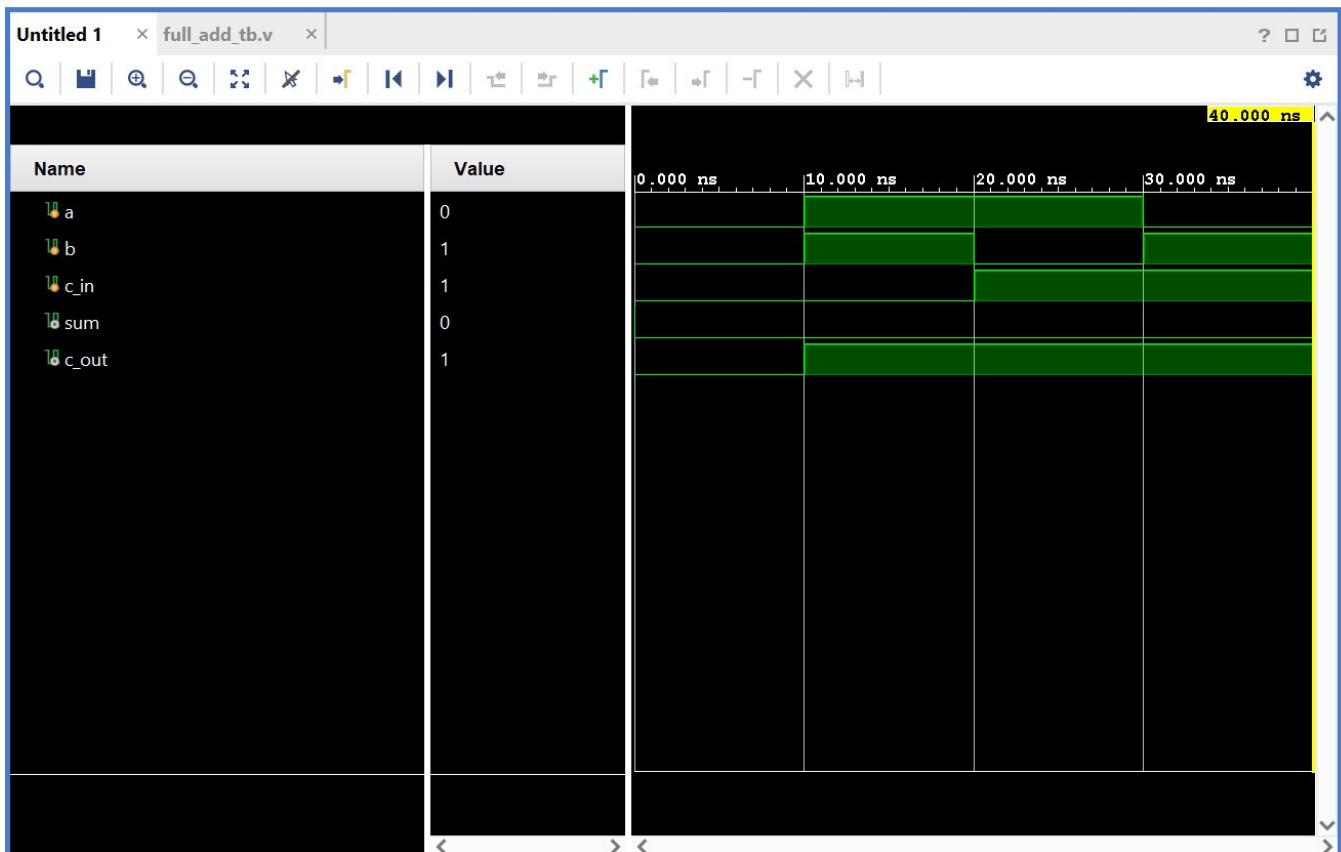 Untitled 1 × full_add_tb.v × ?
40.000 ns
Name Value
0.000 ns 10.000 ns 20.000 ns 30.000 ns
a 0
b 1
c_in 1
sum 0
c_out 1